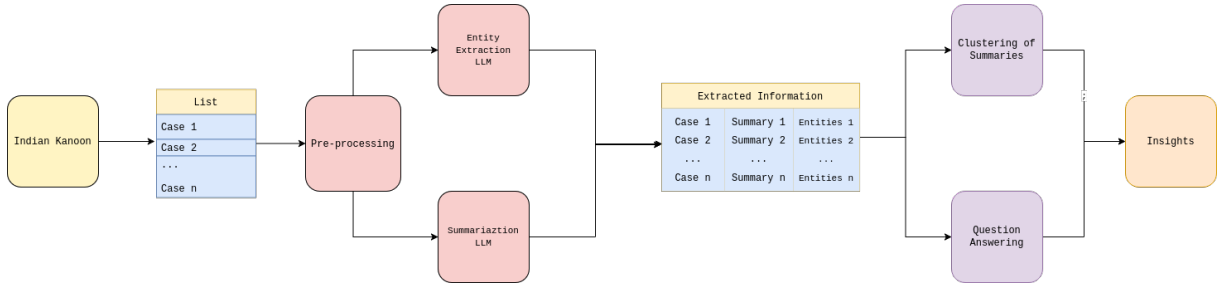 Indian Kanoon
List
Case 1
Case 2
...
Case n
Pre-processing
Entity
Extraction
LLM
Summariaztion
LLM
Extracted Information
Case 1 Summary 1 Entities 1
Case 2 Summary 2 Entities 2
... ... ...
Case n Summary n Entities n
Clustering of
Summaries
Question
Answering
Insights